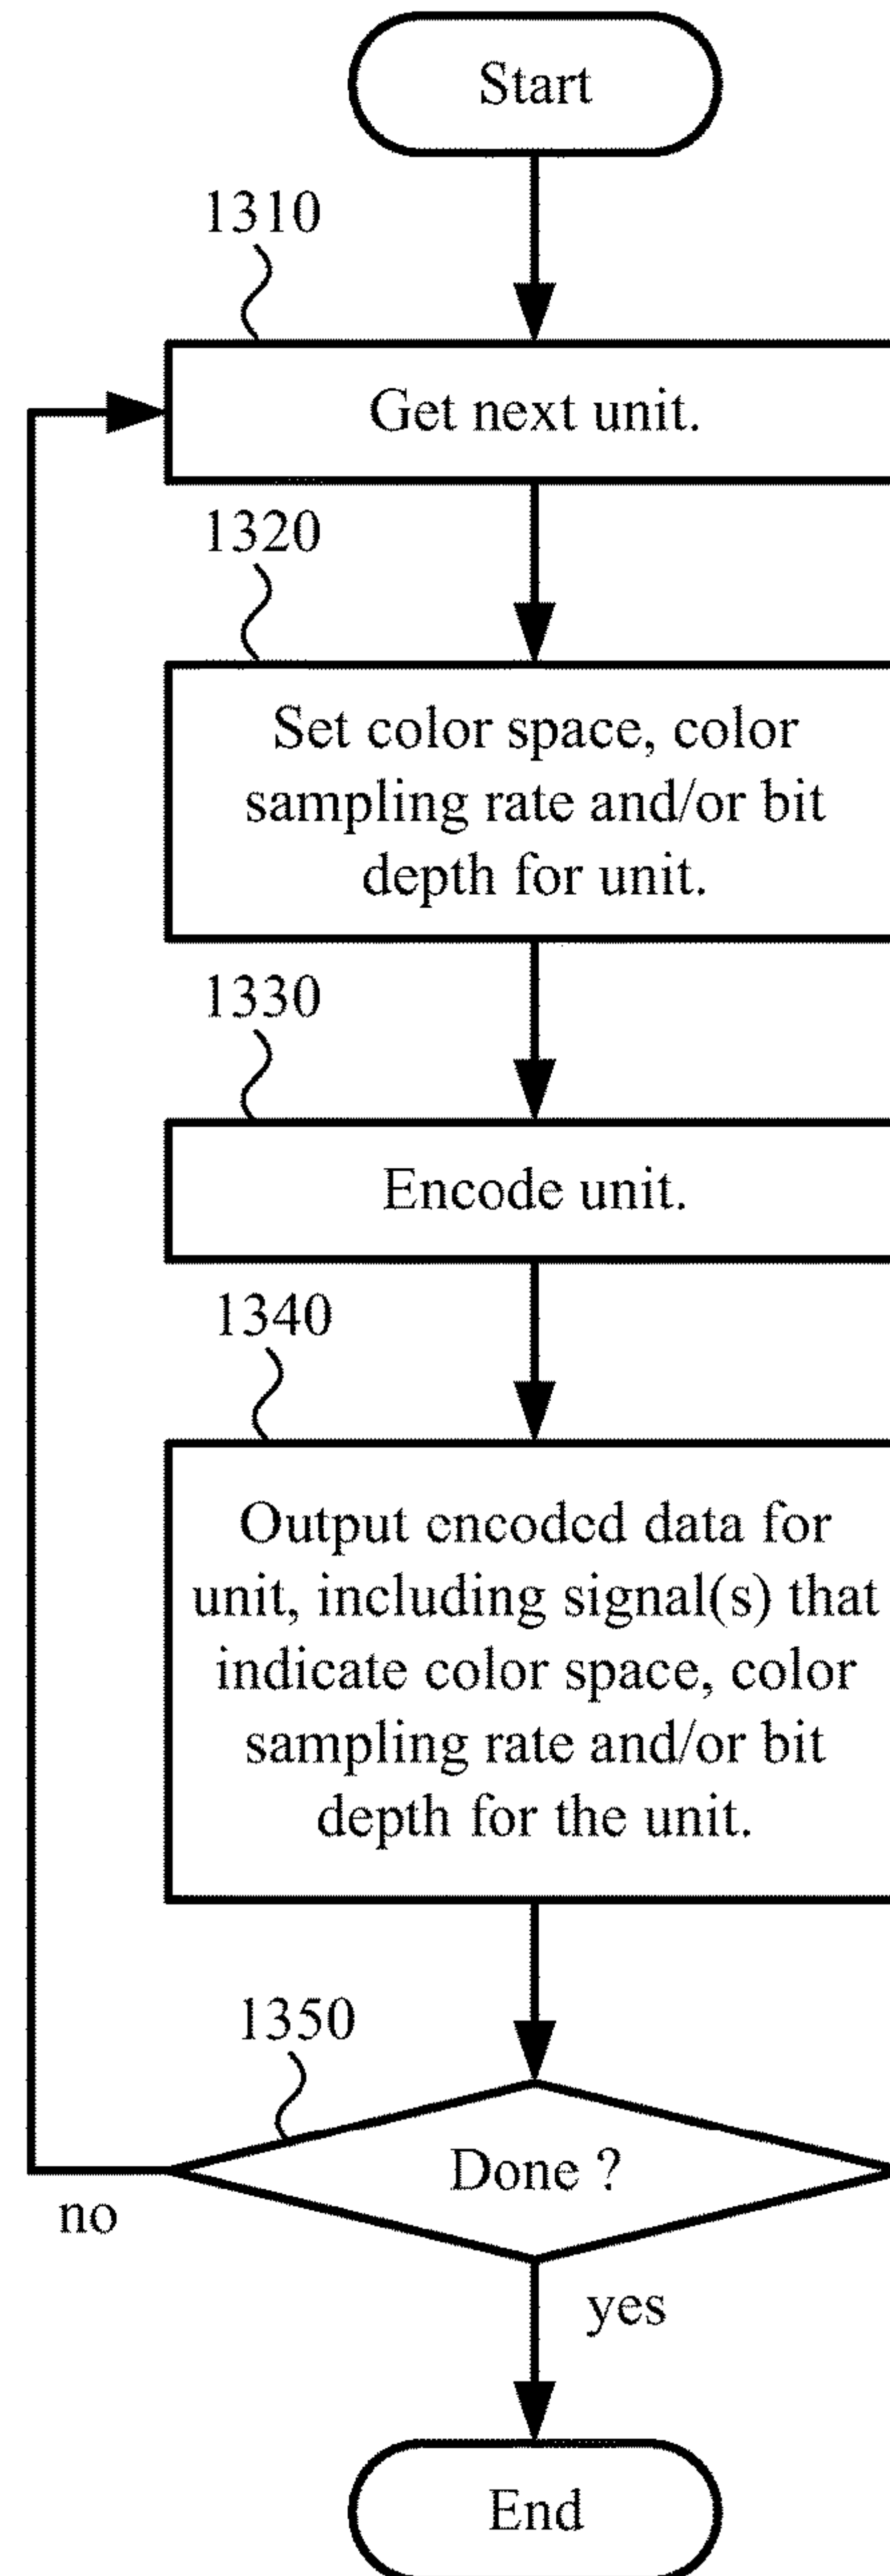 Start
1310
Get next unit.
1320
Set color space, color
sampling rate and/or bit
depth for unit.
1330
Encode unit.
1340
Output encoded data for
unit, including signal(s) that
indicate color space, color
sampling rate and/or bit
depth for the unit.
1350
Done ?
no
yes
End